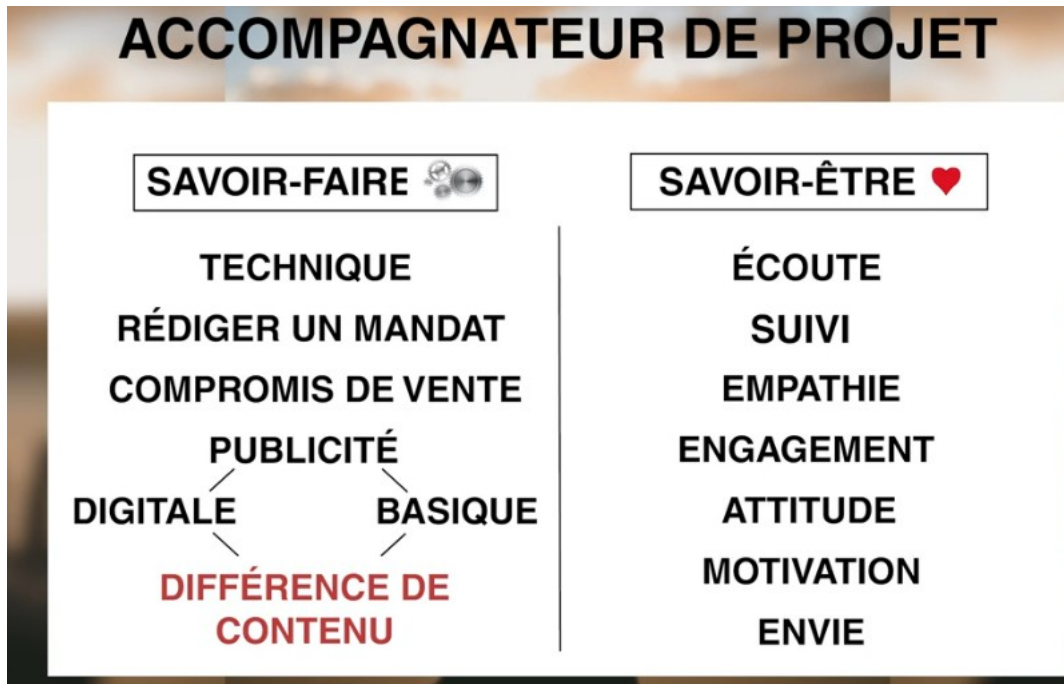 ACCOMPAGNATEUR DE PROJET
SAVOIR-FAIRE
TECHNIQUE
RÉDIGER UN MANDAT
COMPROMIS DE VENTE
PUBLICITÉ
DIGITALE
BASIQUE
DIFFÉRENCE DE
CONTENU
SAVOIR-ÊTRE
ÉCOUTE
SUIVI
EMPATHIE
ENGAGEMENT
ATTITUDE
MOTIVATION
ENVIE